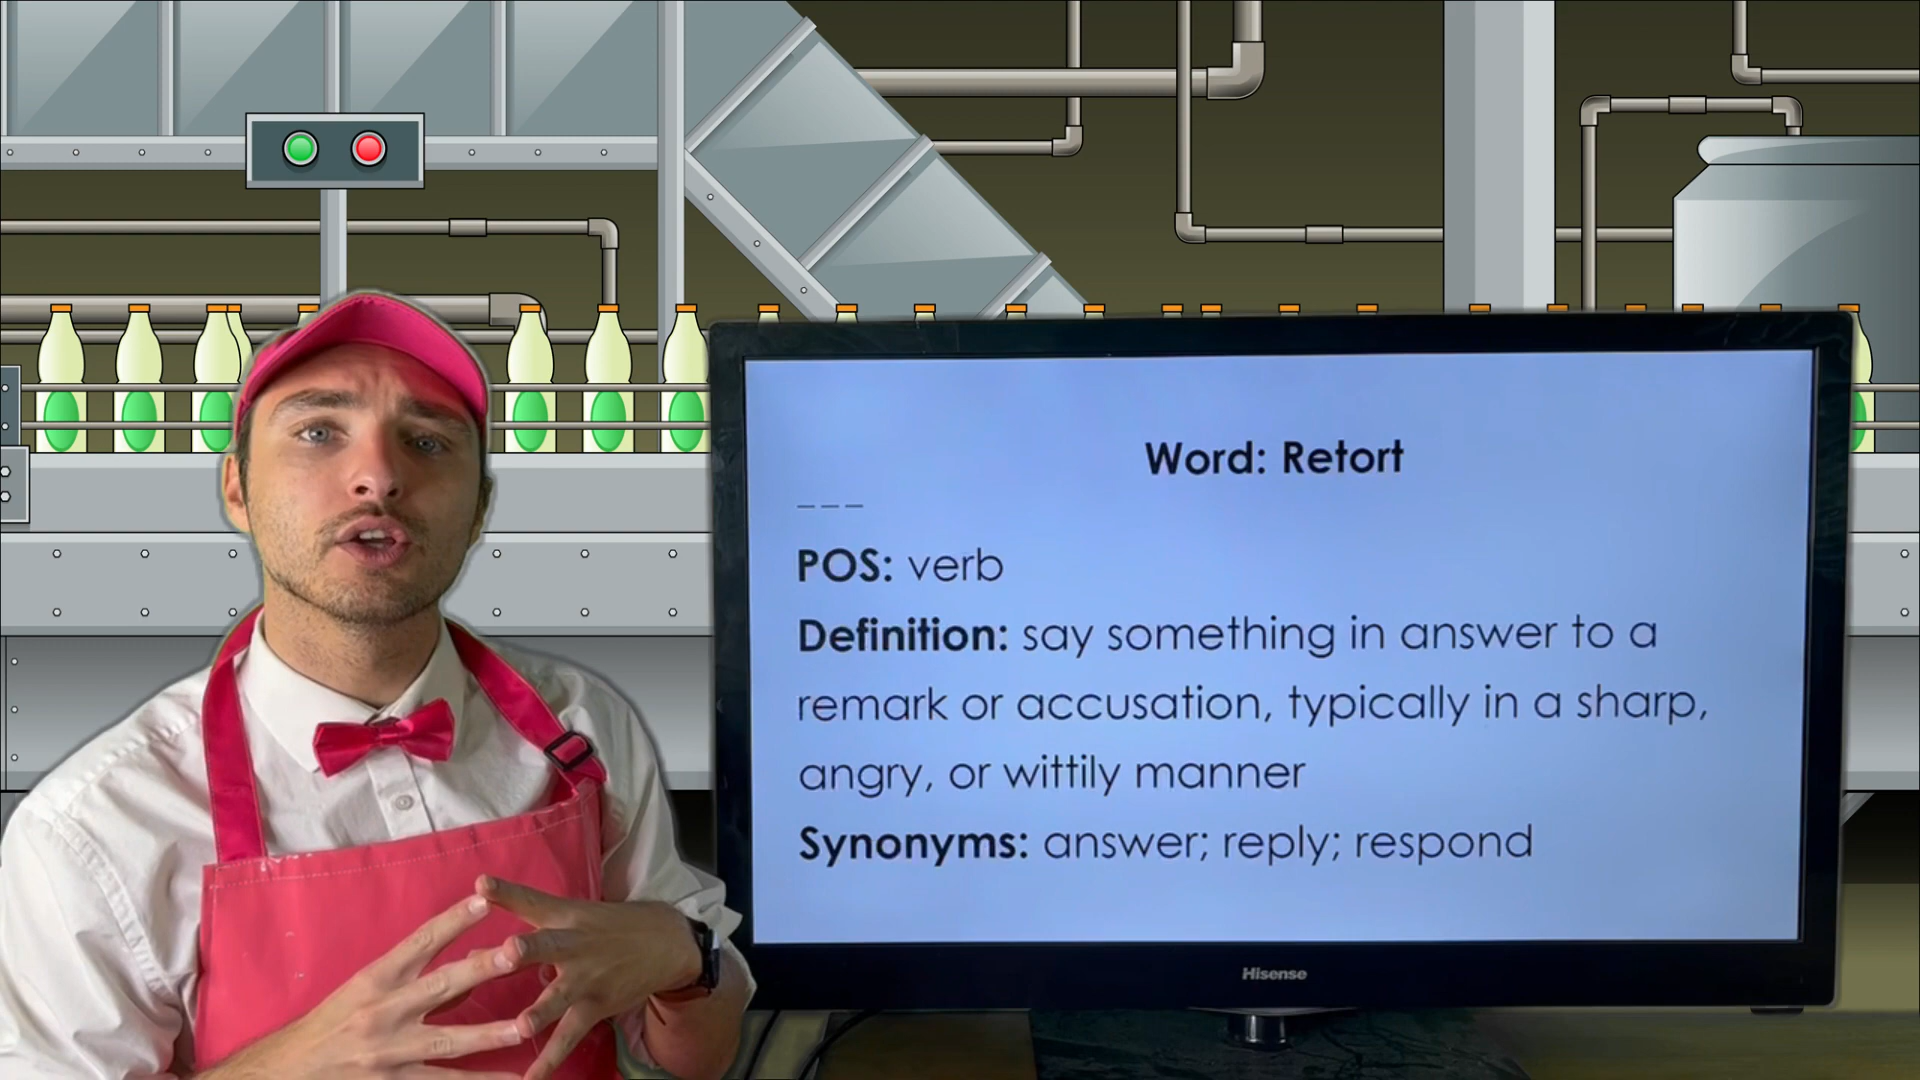 Word: Retort
---
POS: verb
Definition: say something in answer to a
remark or accusation, typically in a sharp,
angry, or wittily manner
Synonyms: answer; reply; respond
Hisense